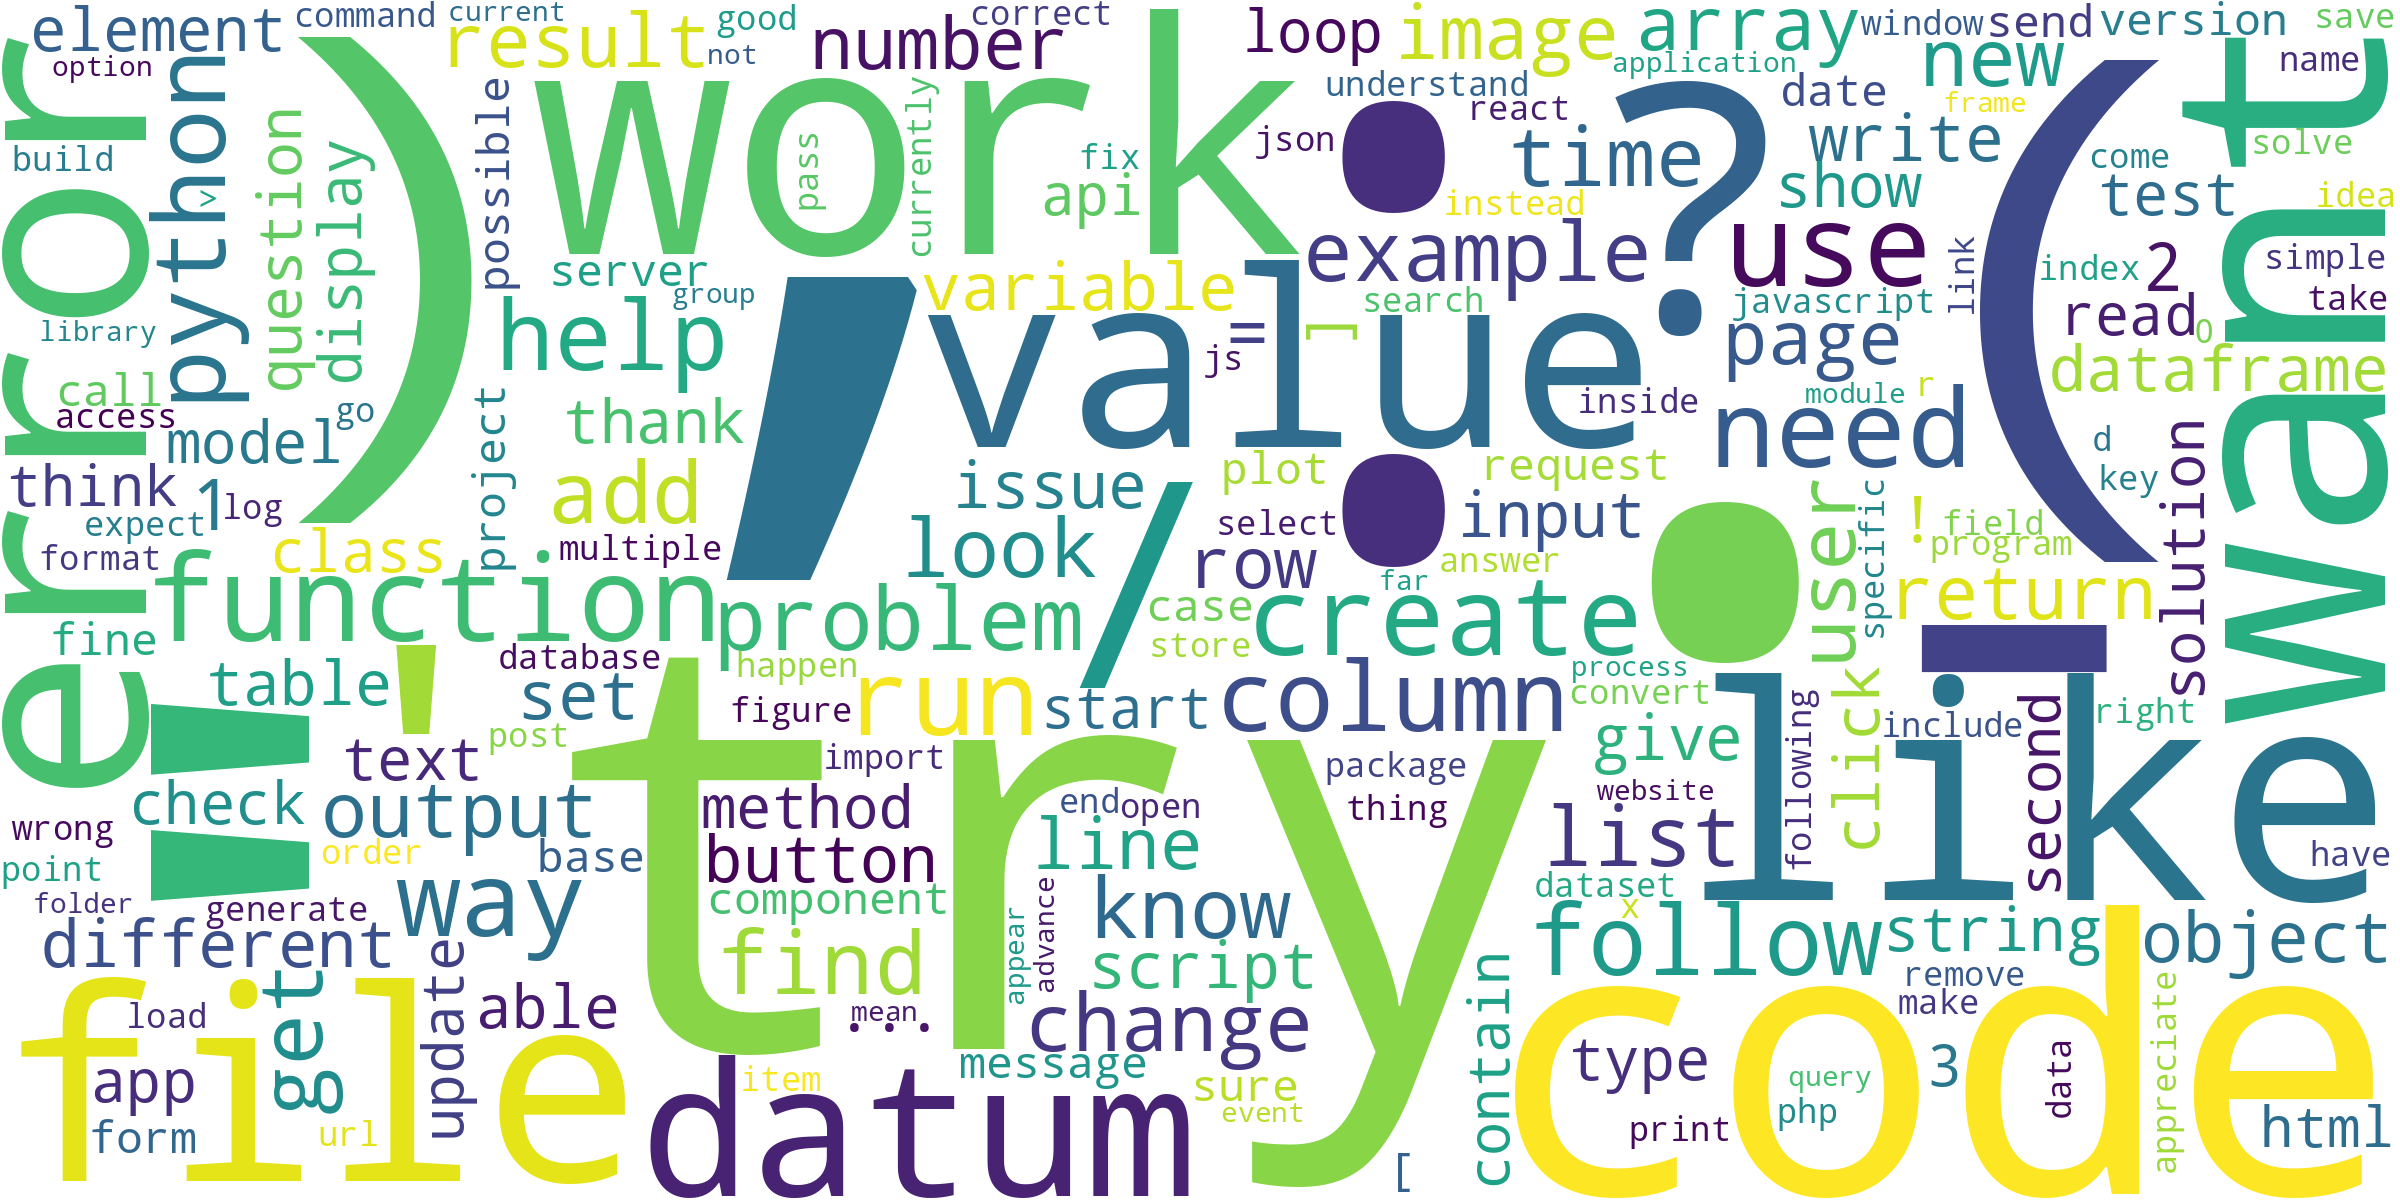 element
option
command
current
result
good
not
number
correct
loop
image
array
window
send
version
save
name
application
new
understand
date
frame
react
json
work
?
time
write
come
solve
test
idea
error
build
python
v
question
display
possible
pass
currently
fix
api
)
instead
show
use
example
(
link
index
2
simple
take
want
server
group
variable
search
javascript
read
0
library
help
,
value
=
]
js
page
dataframe
call
access
go
thank
inside
module
r
need
:
model
think
1
log
project
add
issue
plot
request
d
key
solution
expect
format
class
multiple
look
/
select
row
input
answer
far
.
user
specific
!
field
program
return
function
problem
case
store
create
-
fine
table
'
database
set
happen
figure
run
start
column
process
convert
give
click
following
like
include
second
right
"
text
post
check
import
package
thing
website
wrong
output
order
base
try
method
end
open
line
list
have
point
button
dataset
folder
generate
way
component
know
x
follow
string
object
different
get
update
find
appear
advance
script
contain
remove
make
appreciate
file
load
able
...
mean
change
code
app
form
url
datum
item
message
sure
event
type
print
query
php
3
data
html
[